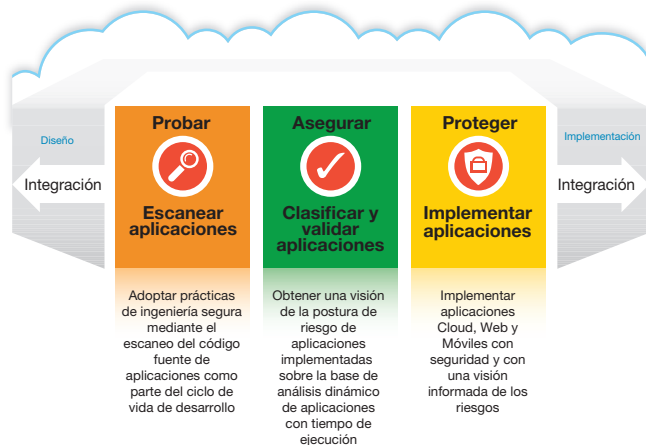 Diseño
Integración
Probar
Escanear
aplicaciones
Adoptar prácticas
de ingeniería segura
mediante el
escaneo del código
fuente de
aplicaciones como
parte del ciclo de
vida de desarrollo
Asegurar
Clasificar y
validar
aplicaciones
Obtener una visión
de la postura de
riesgo de
aplicaciones
implementadas
sobre la base de
análisis dinámico
de aplicaciones
con tiempo de
ejecución
Proteger
Implementar
aplicaciones
Implementar
aplicaciones
Cloud, Web y
Móviles con
seguridad y con
una visión
informada de los
riesgos
Implementación
Integración